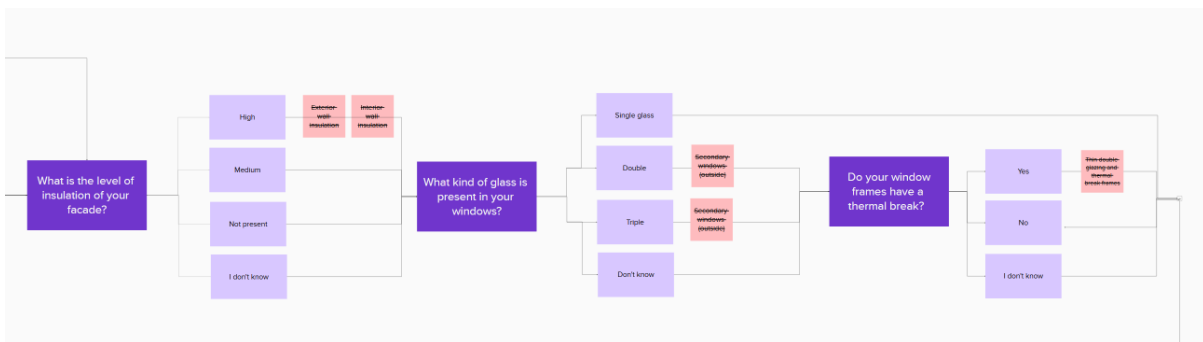 What is the level of
insulation of your
facade?
High
Exterior
wall
insulation
Interior
wall
insulation
Medium
Not present
I don't know
What kind of glass is
present in your
windows?
Single glass
Double
Secondary
windows
(outside)
Triple
Secondary
windows
(outside)
Don't know
Do your window
frames have a
thermal break?
Yes
Thin double
glazing and
thermal
break frames
No
I don't know